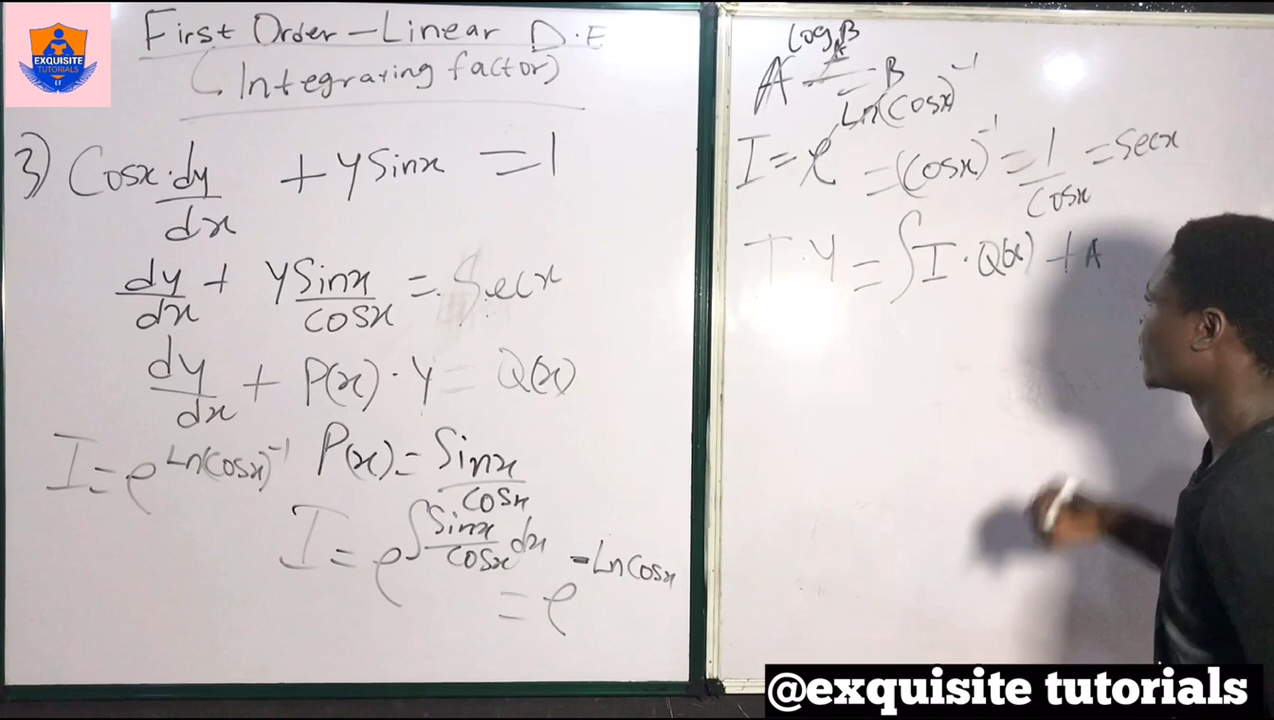 EXQUISITE
TUTORIALS
First Order – Linear D.E
(Integrating factor)
3) Cosx·dy/dx + ySinx = 1
dy/dx + ySinx/cosx = Secx
dy/dx + P(x)·Y = Q(x)
I = e^Ln(cosx)^-1 P(x) = Sinx/cosx
I = e^∫Sinx/cosx dx
= e^-Ln Cosx
A^Log_A B = B
I = e^Ln(Cosx)^-1 = (Cosx)^-1 = 1/Cosx = Secx
I·Y = ∫I·Q(x) + A
@exquisite tutorials